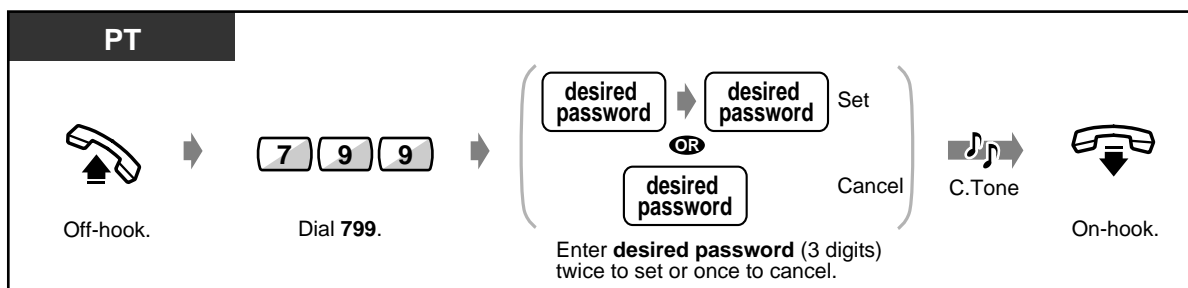 PT
desired
password
desired
password
Set
OR
desired
password
Cancel
7 9 9
C.Tone
Off-hook.
Dial 799.
Enter desired password (3 digits)
twice to set or once to cancel.
On-hook.